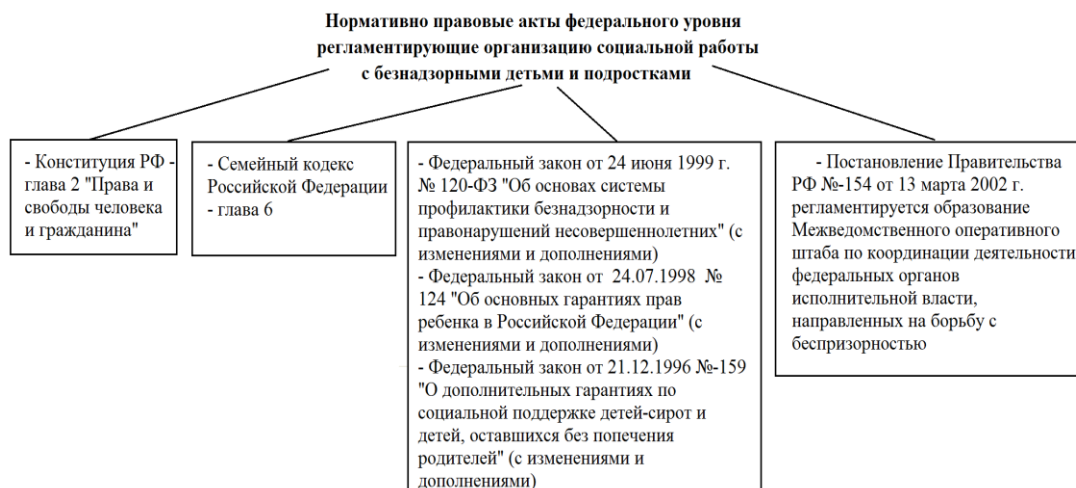 Нормативно правовые акты федерального уровня
регламентирующие организацию социальной работы
с безнадзорными детьми и подростками
- Конституция РФ -
глава 2 "Права и
свободы человека
и гражданина"
- Семейный кодекс
Российской Федерации
- глава 6
- Федеральный закон от 24 июня 1999 г.
№ 120-ФЗ "Об основах системы
профилактики безнадзорности и
правонарушений несовершеннолетних" (с
изменениями и дополнениями)
- Федеральный закон от 24.07.1998 №
124 "Об основных гарантиях прав
ребенка в Российской Федерации" (с
изменениями и дополнениями)
- Федеральный закон от 21.12.1996 №-159
"О дополнительных гарантиях по
социальной поддержке детей-сирот и
детей, оставшихся без попечения
родителей" (с изменениями и
дополнениями)
- Постановление Правительства
РФ №-154 от 13 марта 2002 г.
регламентируется образование
Межведомственного оперативного
штаба по координации деятельности
федеральных органов
исполнительной власти,
направленных на борьбу с
беспризорностью